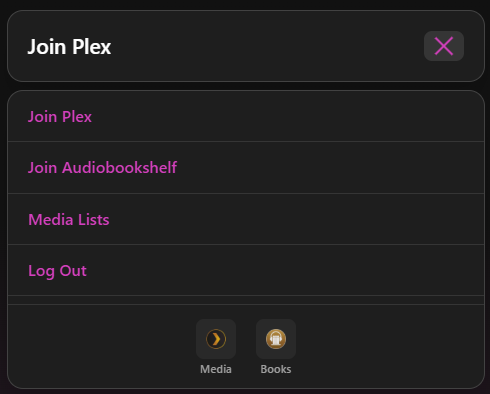 Join Plex
Join Plex
Join Audiobookshelf
Media Lists
Log Out
Media Books